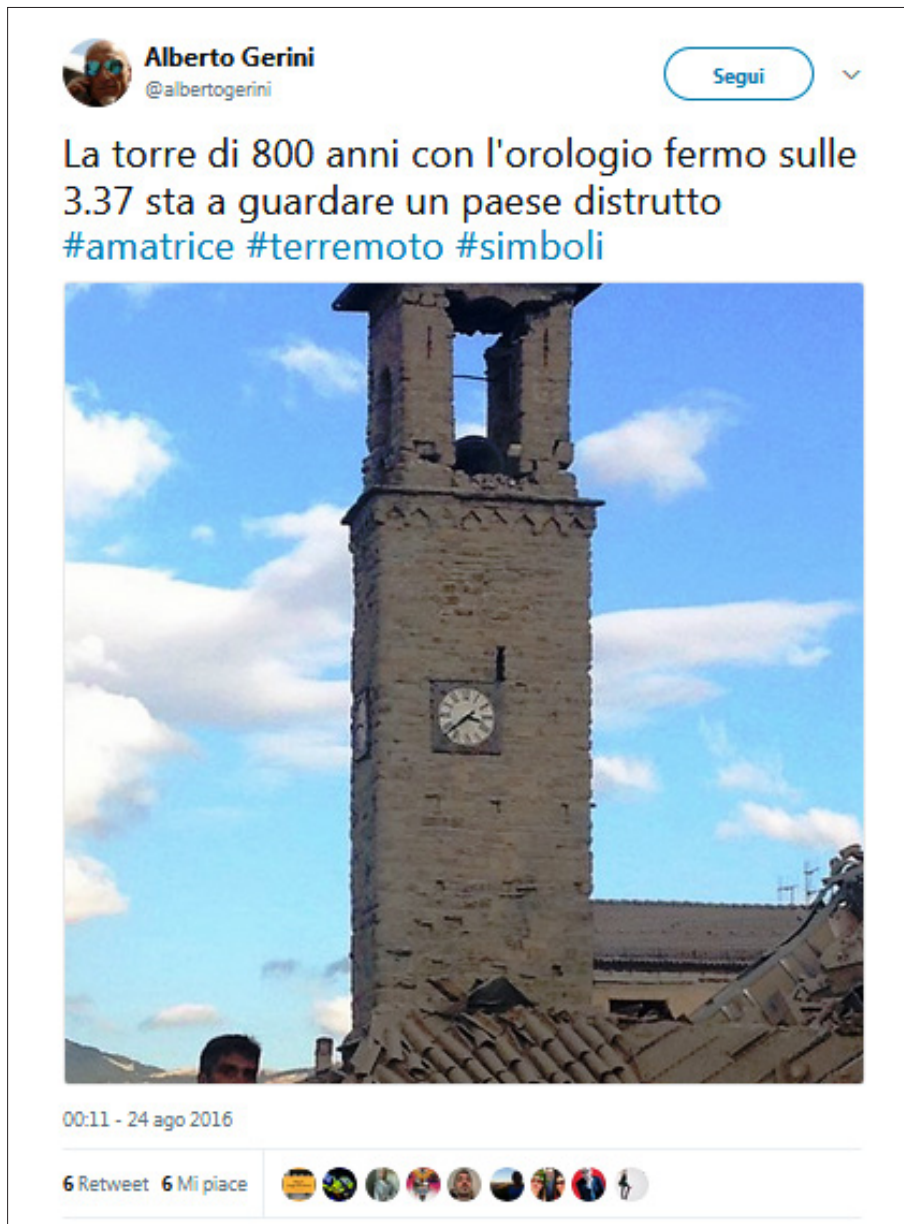 Alberto Gerini
@albertogerini
Segui
La torre di 800 anni con l'orologio fermo sulle
3.37 sta a guardare un paese distrutto
#amatrice #terremoto #simboli
00:11 - 24 ago 2016
6 Retweet 6 Mi piace